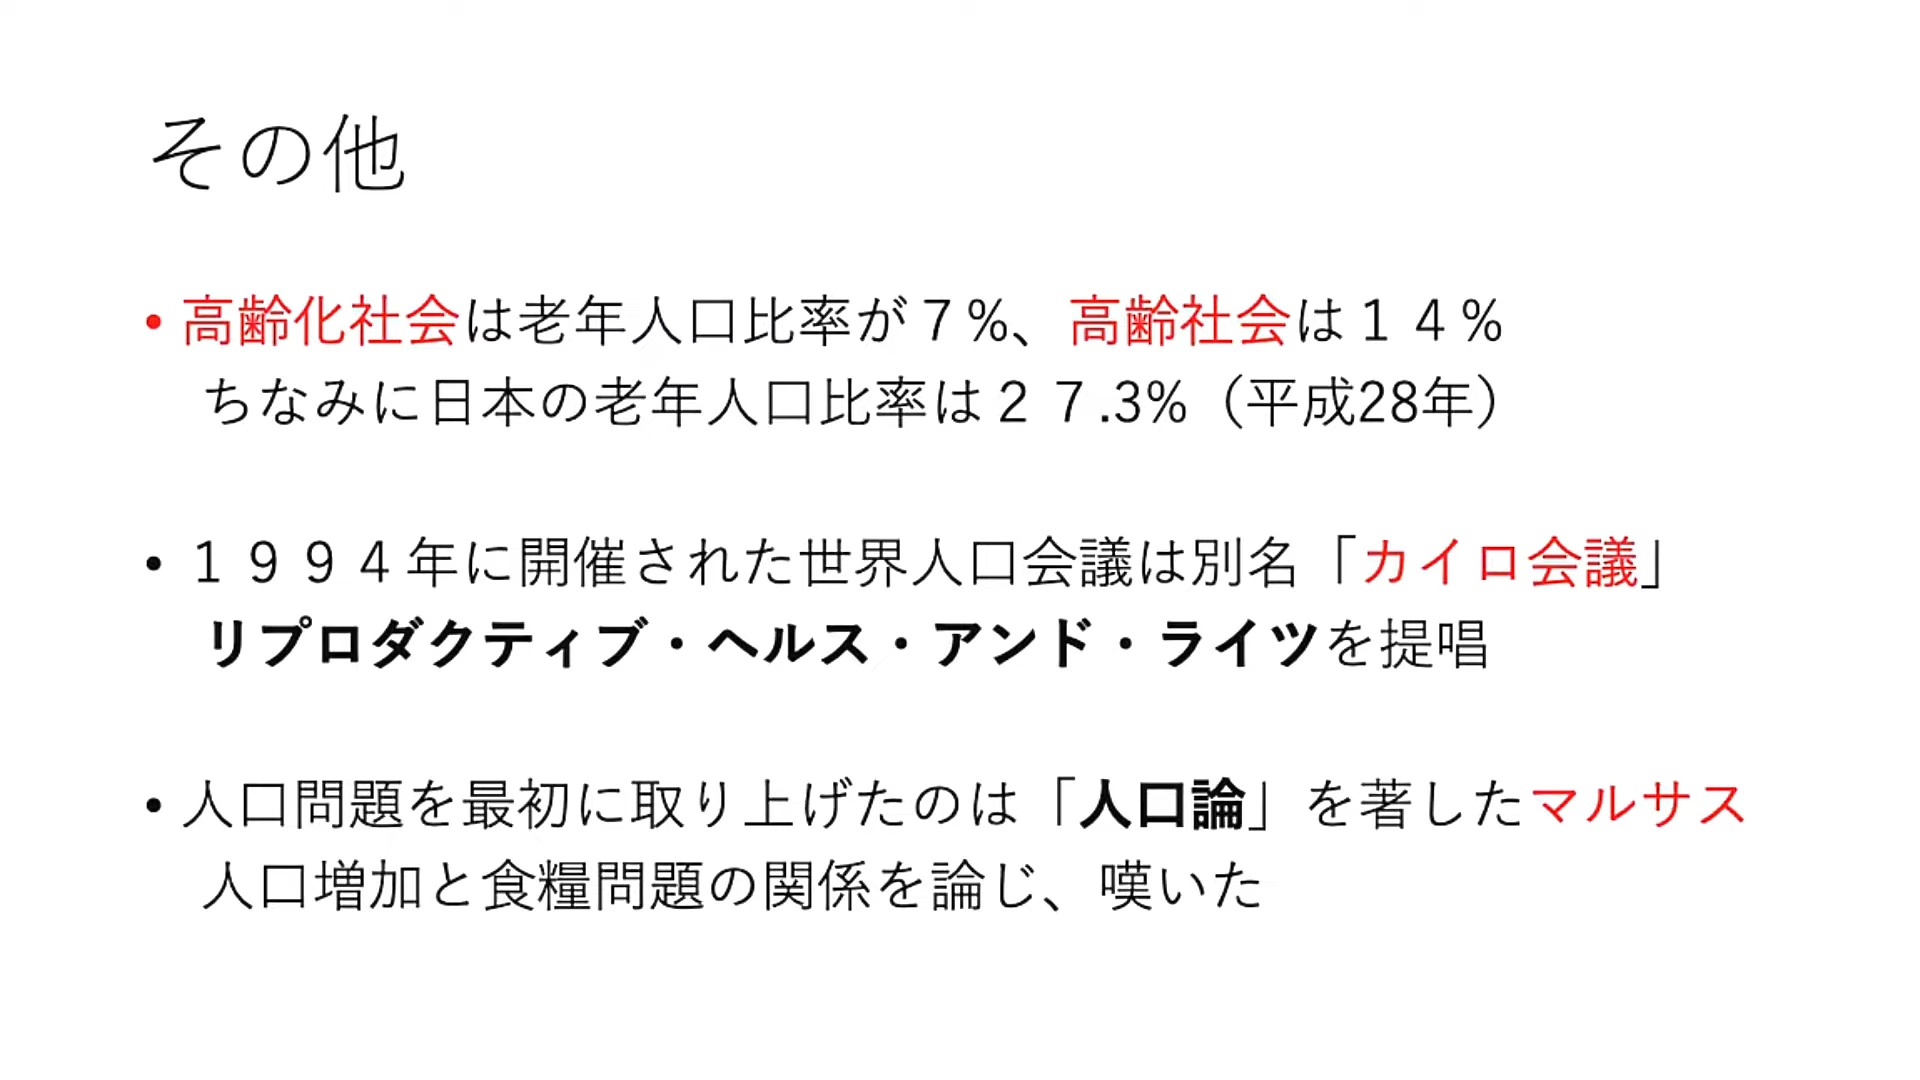 その他
• 高齢化社会は老年人口比率が７%、高齢社会は１４%
ちなみに日本の老年人口比率は２７.3%（平成28年）
• １９９４年に開催された世界人口会議は別名「カイロ会議」
リプロダクティブ・ヘルス・アンド・ライツを提唱
• 人口問題を最初に取り上げたのは「人口論」を著したマルサス
人口増加と食糧問題の関係を論じ、嘆いた